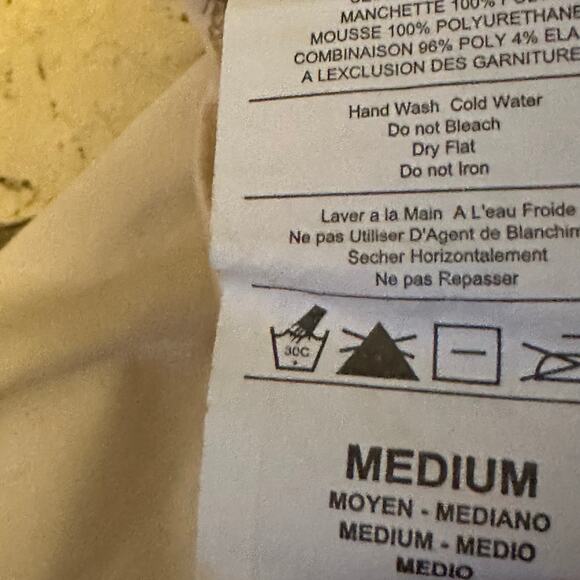 MANCHETTE 100%
MOUSSE 100% POLYURETHANE
COMBINAISON 96% POLY 4% ELA
A LEXCLUSION DES GARNITURE
Hand Wash Cold Water
Do not Bleach
Dry Flat
Do not Iron
Laver a la Main A L'eau Froide
Ne pas Utiliser D'Agent de Blanchim
Secher Horizontalement
Ne pas Repasser
30C
MEDIUM
MOYEN - MEDIANO
MEDIUM - MEDIO
MEDIO